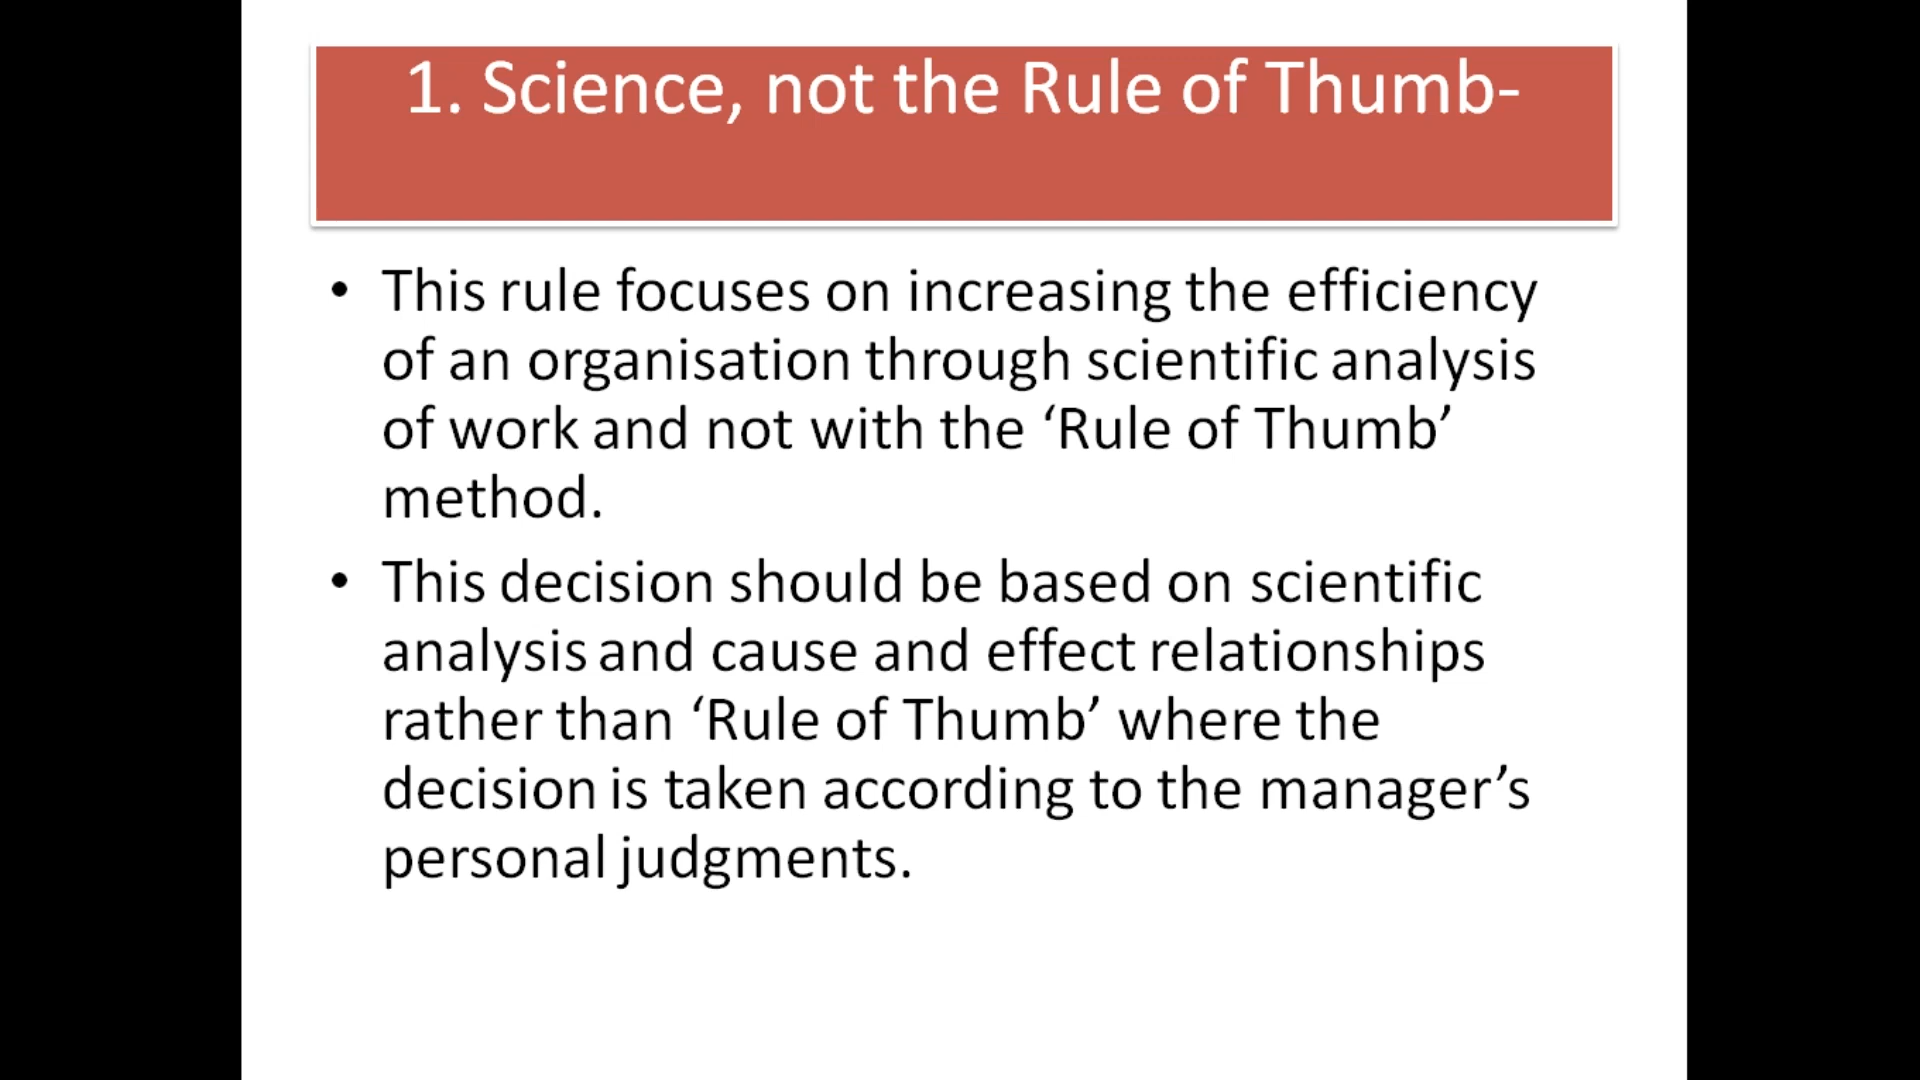 1. Science, not the Rule of Thumb-
• This rule focuses on increasing the efficiency
of an organisation through scientific analysis
of work and not with the ‘Rule of Thumb’
method.
• This decision should be based on scientific
analysis and cause and effect relationships
rather than ‘Rule of Thumb’ where the
decision is taken according to the manager’s
personal judgments.